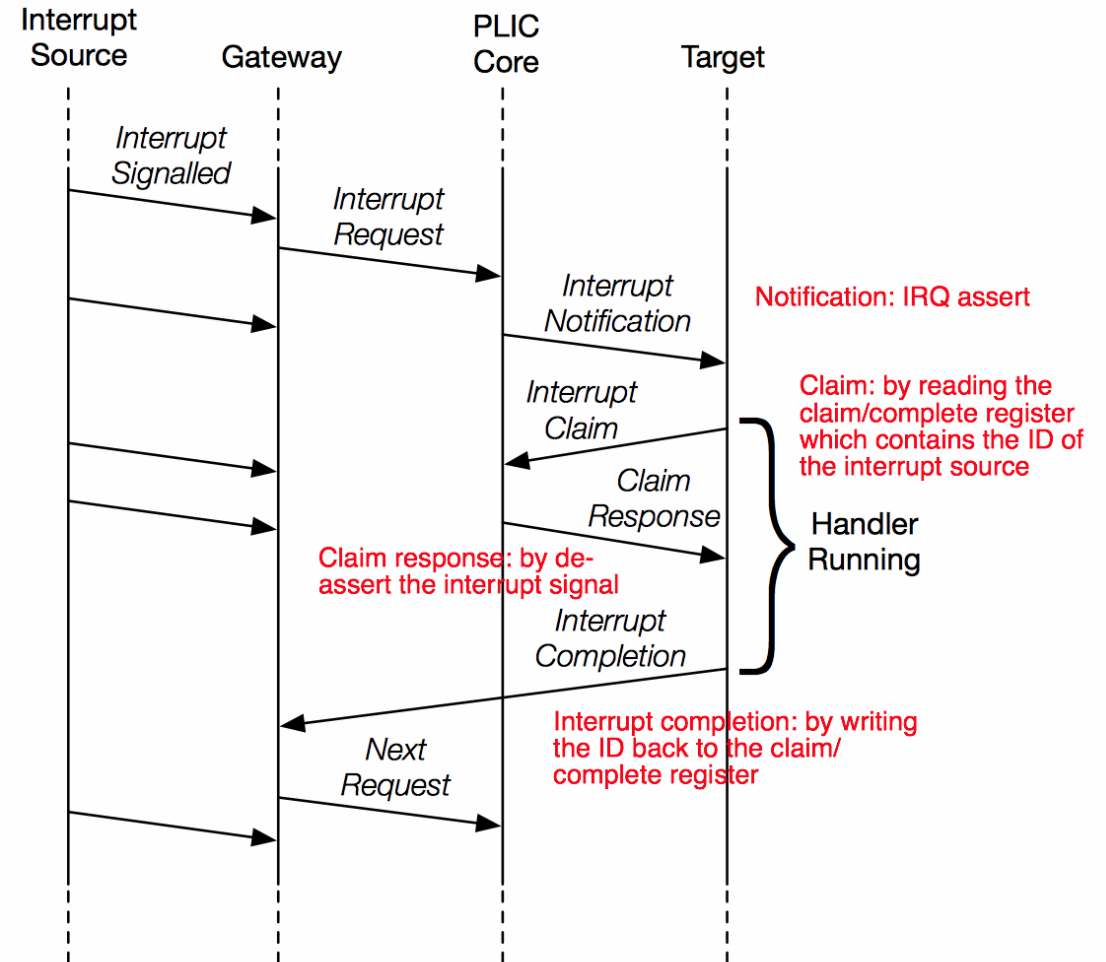 Interrupt
Source
Gateway
PLIC
Core
Target
Interrupt
Signalled
Interrupt
Request
Interrupt
Notification
Notification: IRQ assert
Interrupt
Claim
Claim: by reading the
claim/complete register
which contains the ID of
the interrupt source
Claim
Response
Handler
Running
Claim response: by de-
assert the interrupt signal
Interrupt
Completion
Interrupt completion: by writing
the ID back to the claim/
complete register
Next
Request